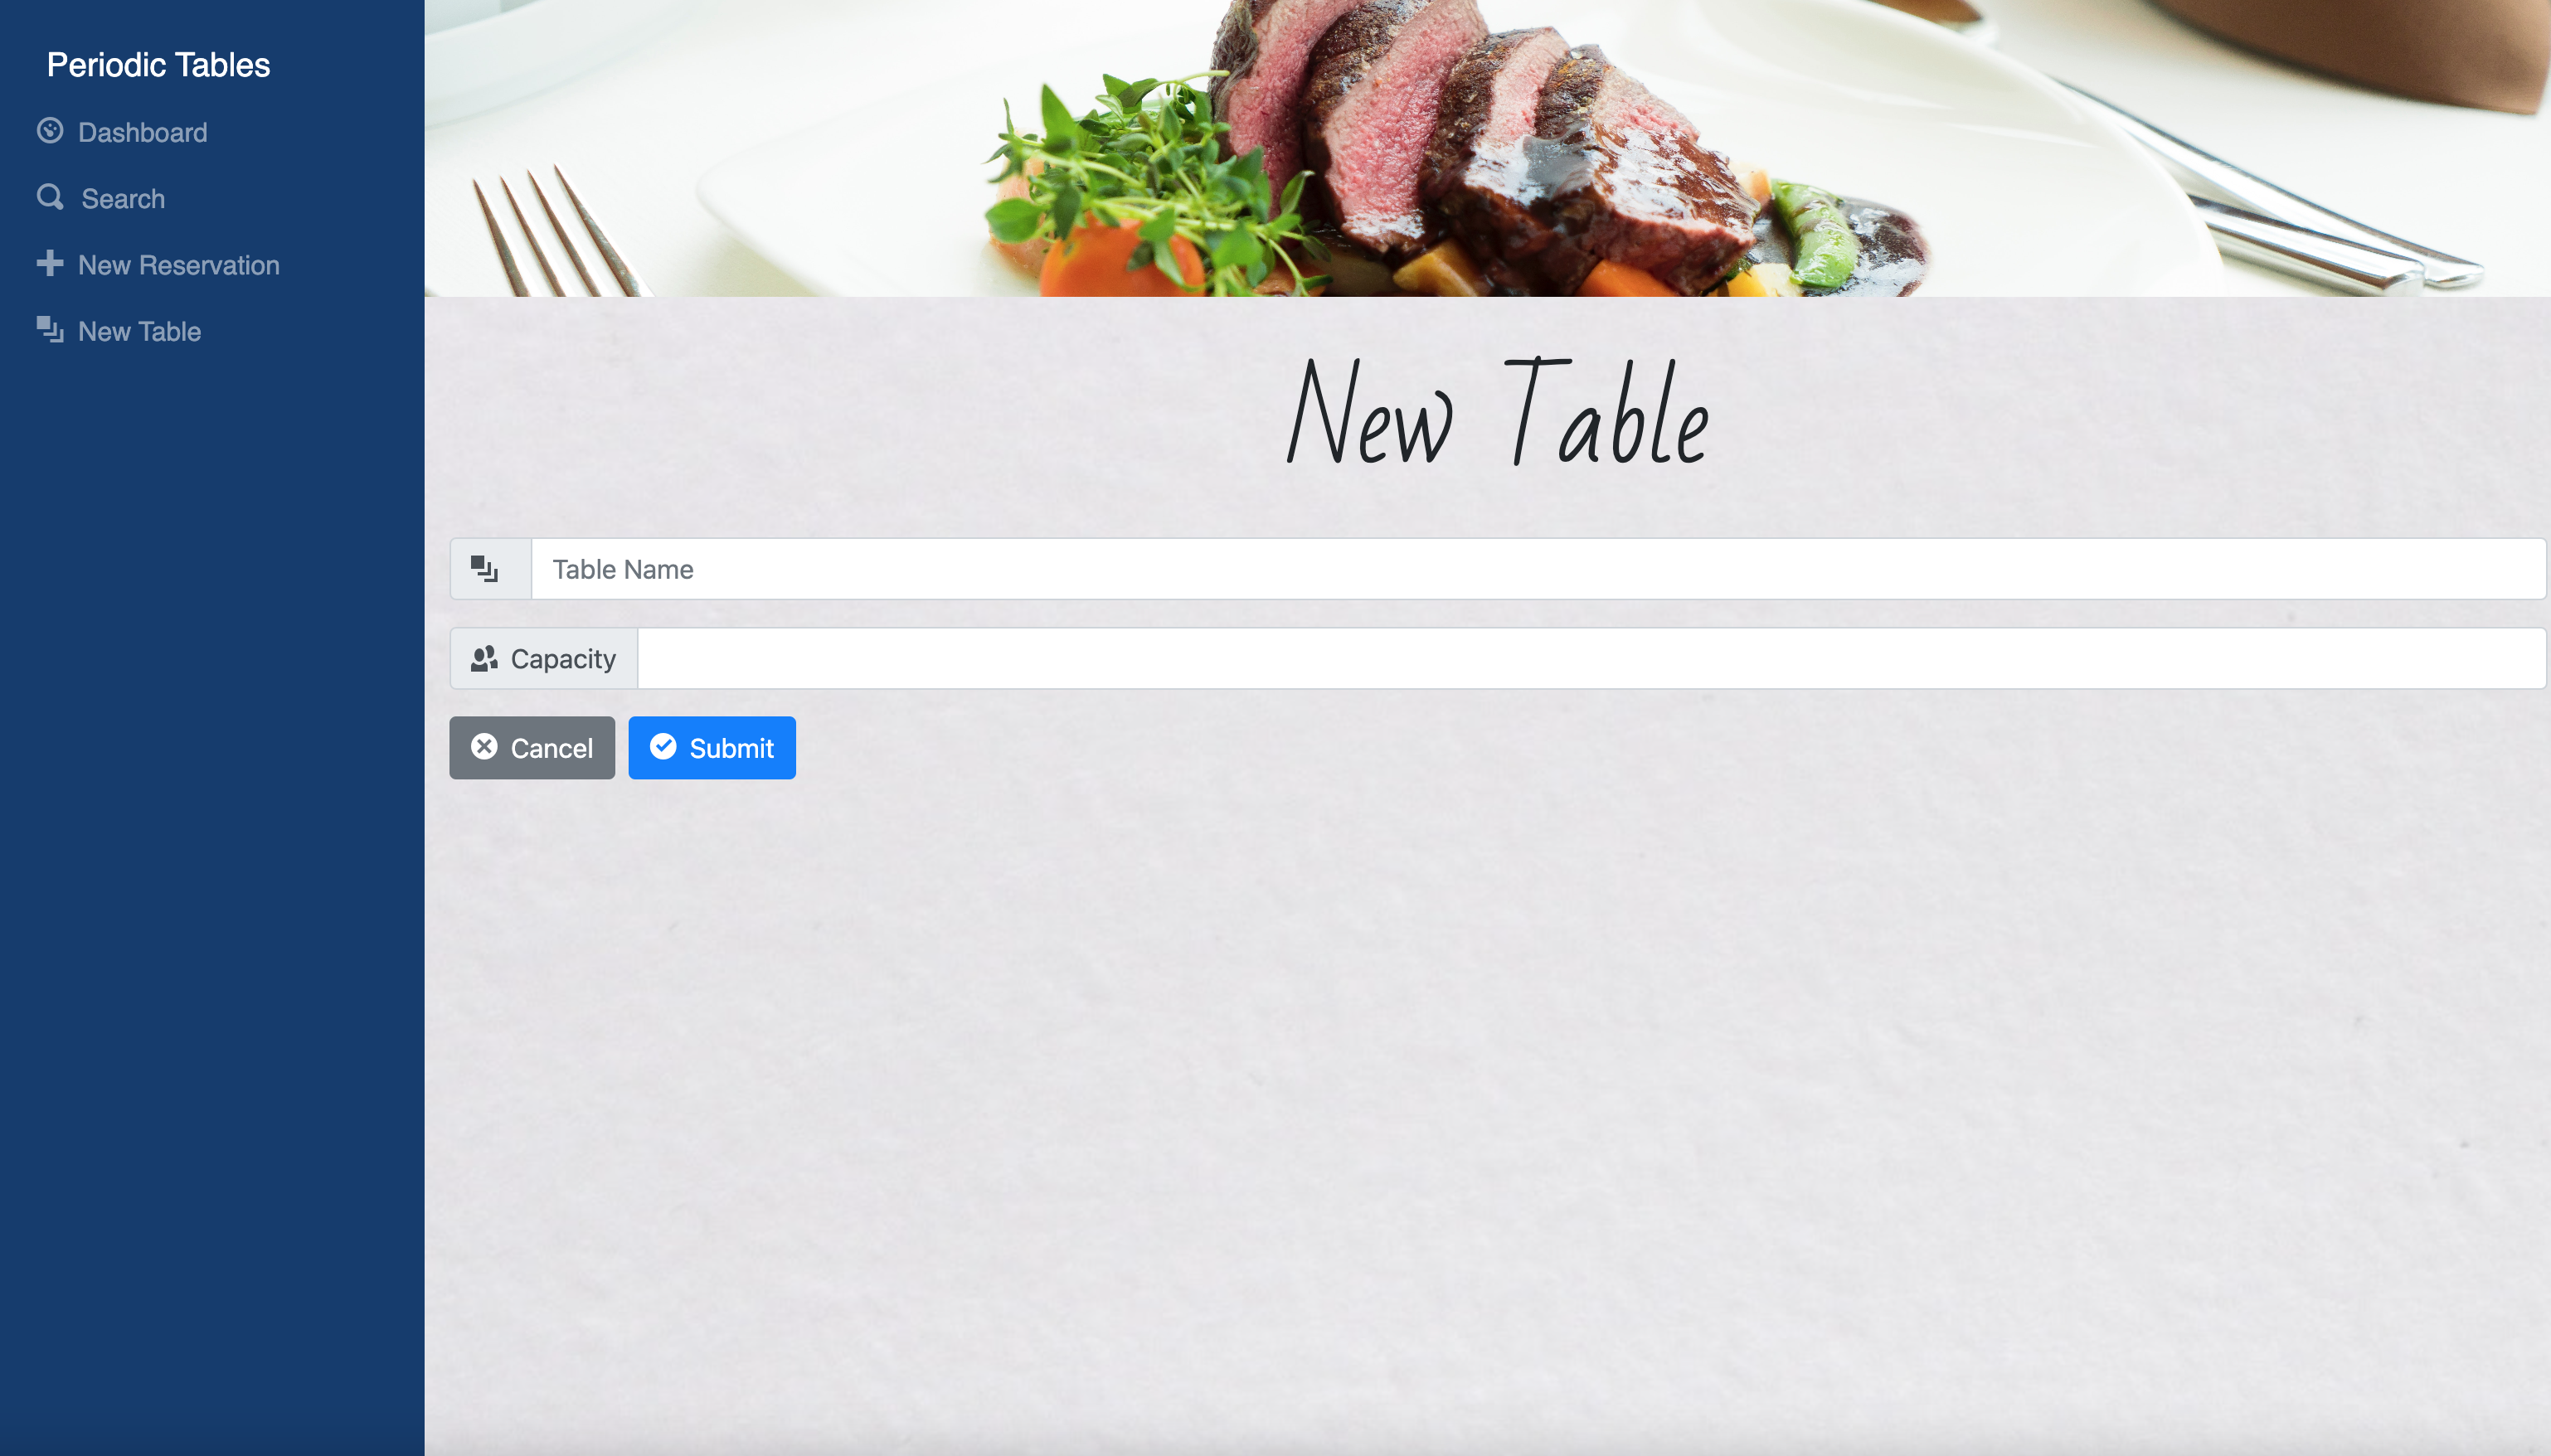 Periodic Tables
Dashboard
Search
New Reservation
New Table
New Table
Table Name
Capacity
Cancel
Submit